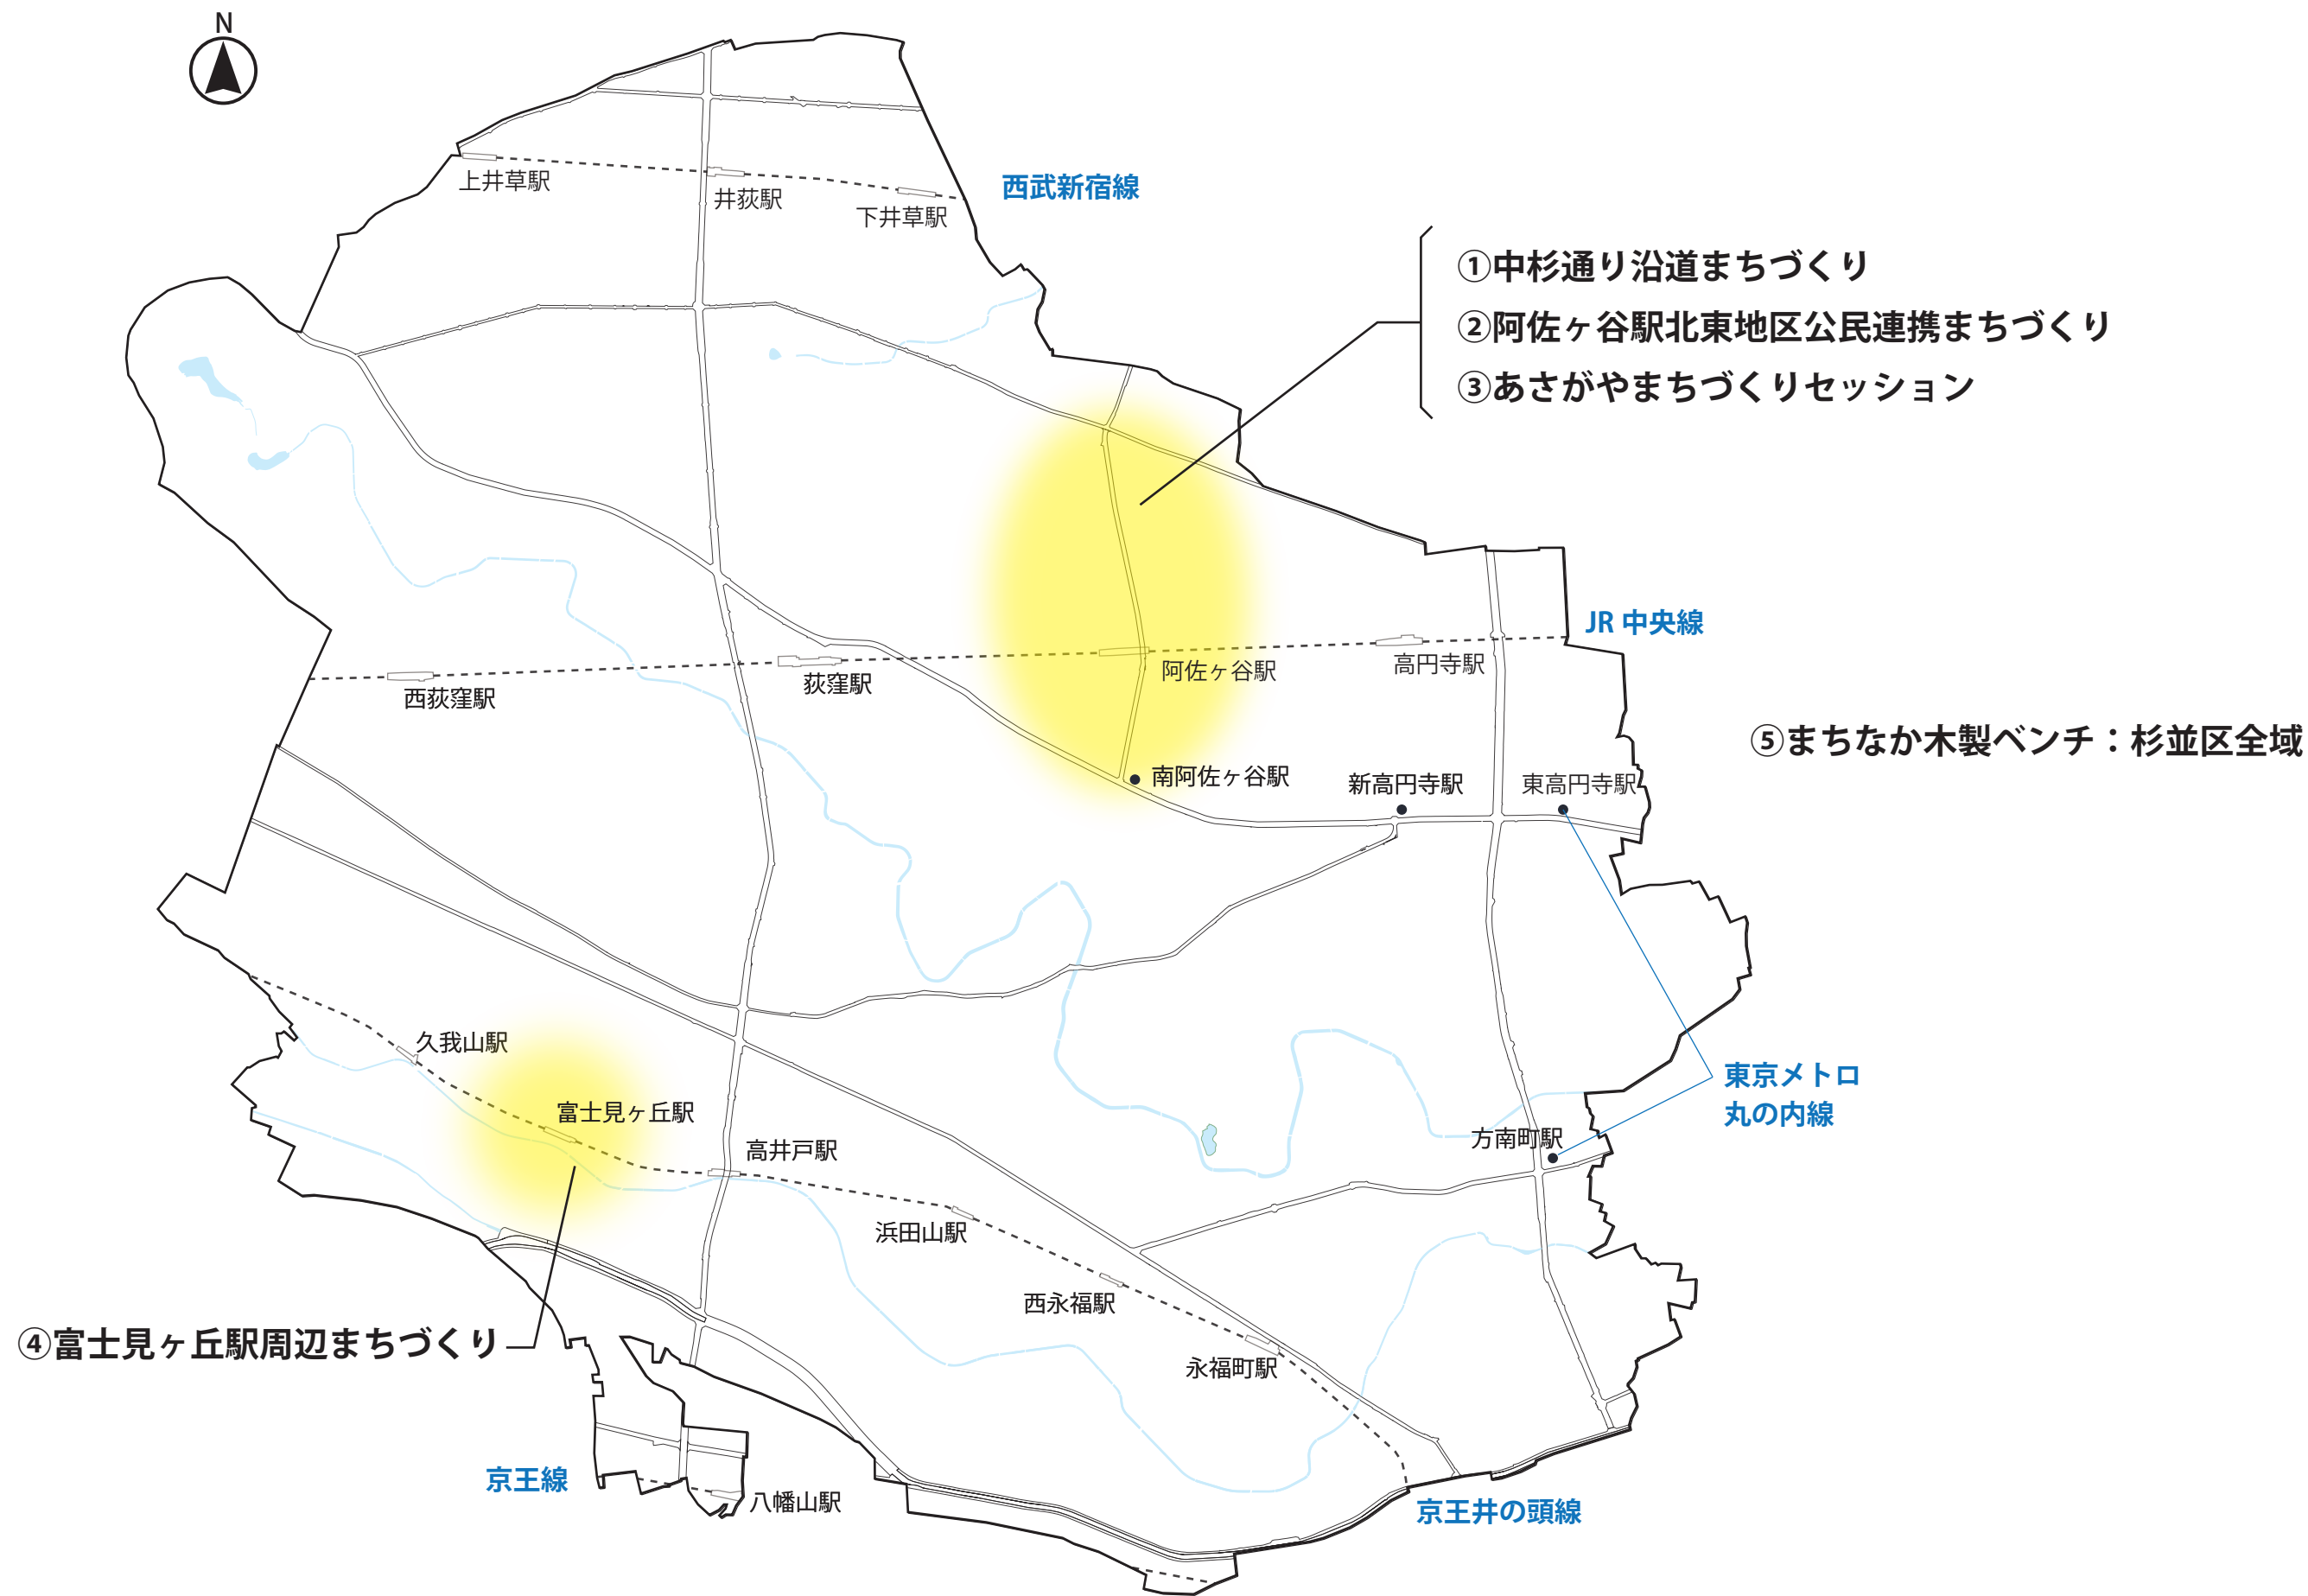 N
上井草駅
井荻駅
下井草駅
西武新宿線
①中杉通り沿道まちづくり
②阿佐ヶ谷駅北東地区公民連携まちづくり
③あさがやまちづくりセッション
JR 中央線
西荻窪駅
荻窪駅
阿佐ヶ谷駅
高円寺駅
⑤まちなか木製ベンチ：杉並区全域
南阿佐ヶ谷駅
新高円寺駅
東高円寺駅
久我山駅
富士見ヶ丘駅
高井戸駅
東京メトロ
丸の内線
方南町駅
浜田山駅
西永福駅
④富士見ヶ丘駅周辺まちづくり
永福町駅
京王線
八幡山駅
京王井の頭線